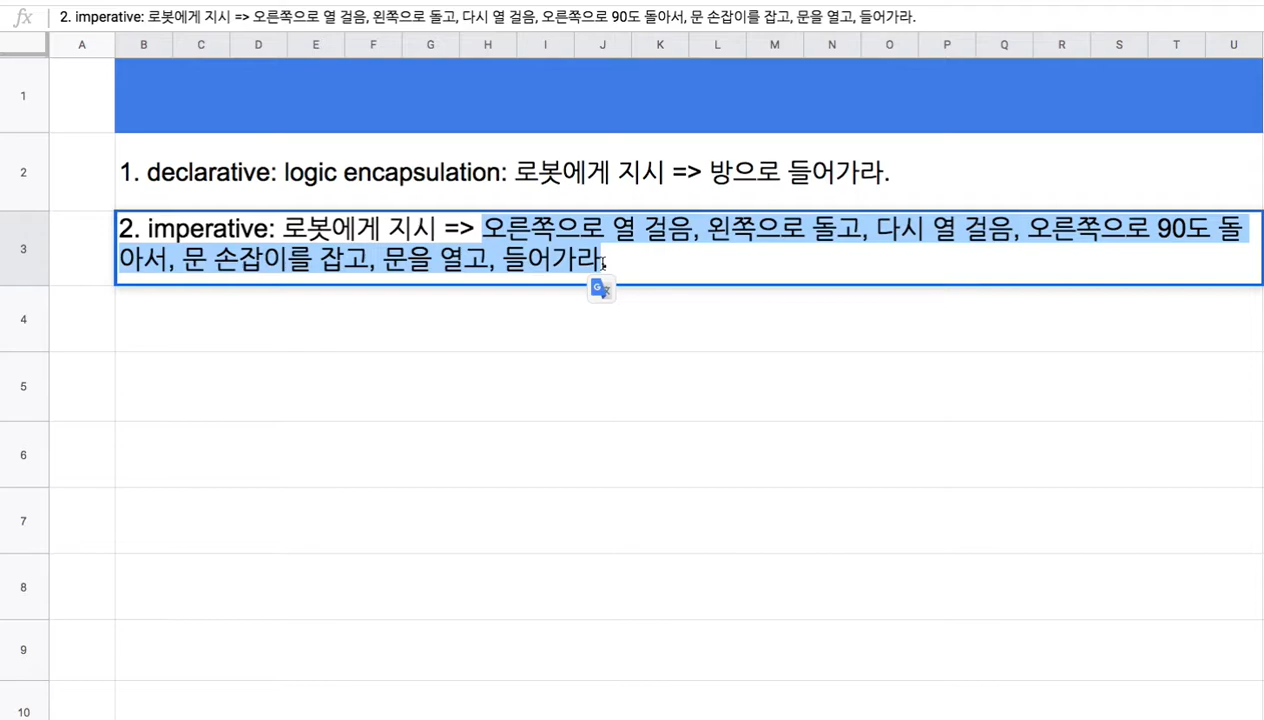 fx 2. imperative: 로봇에게 지시 => 오른쪽으로 열 걸음, 왼쪽으로 돌고, 다시 열 걸음, 오른쪽으로 90도 돌아서, 문 손잡이를 잡고, 문을 열고, 들어가라.
A B C D E F G H I J K L M N O P Q R S T U
1
2 1. declarative: logic encapsulation: 로봇에게 지시 => 방으로 들어가라.
2. imperative: 로봇에게 지시 => 오른쪽으로 열 걸음, 왼쪽으로 돌고, 다시 열 걸음, 오른쪽으로 90도 돌
3 아서, 문 손잡이를 잡고, 문을 열고, 들어가라.
G
4
5
6
7
8
9
10